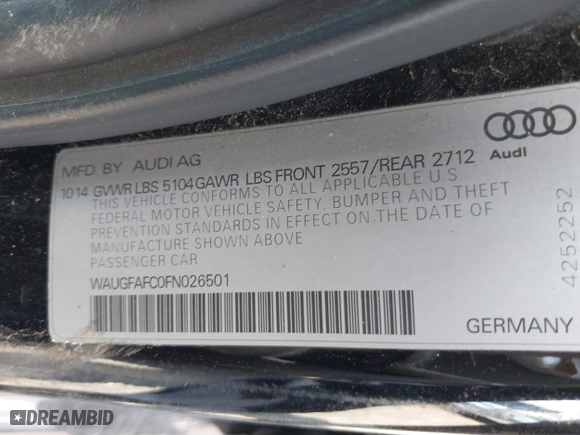 MFD. BY AUDI AG
10 14 GVWR LBS 5104 GAWR LBS FRONT 2557/REAR 2712
THIS VEHICLE CONFORMS TO ALL APPLICABLE U S
FEDERAL MOTOR VEHICLE SAFETY, BUMPER AND THEFT
PREVENTION STANDARDS IN EFFECT ON THE DATE OF
MANUFACTURE SHOWN ABOVE
PASSENGER CAR
WAUGFAFC0FN026501
Audi
4252252
GERMANY
DREAMBID